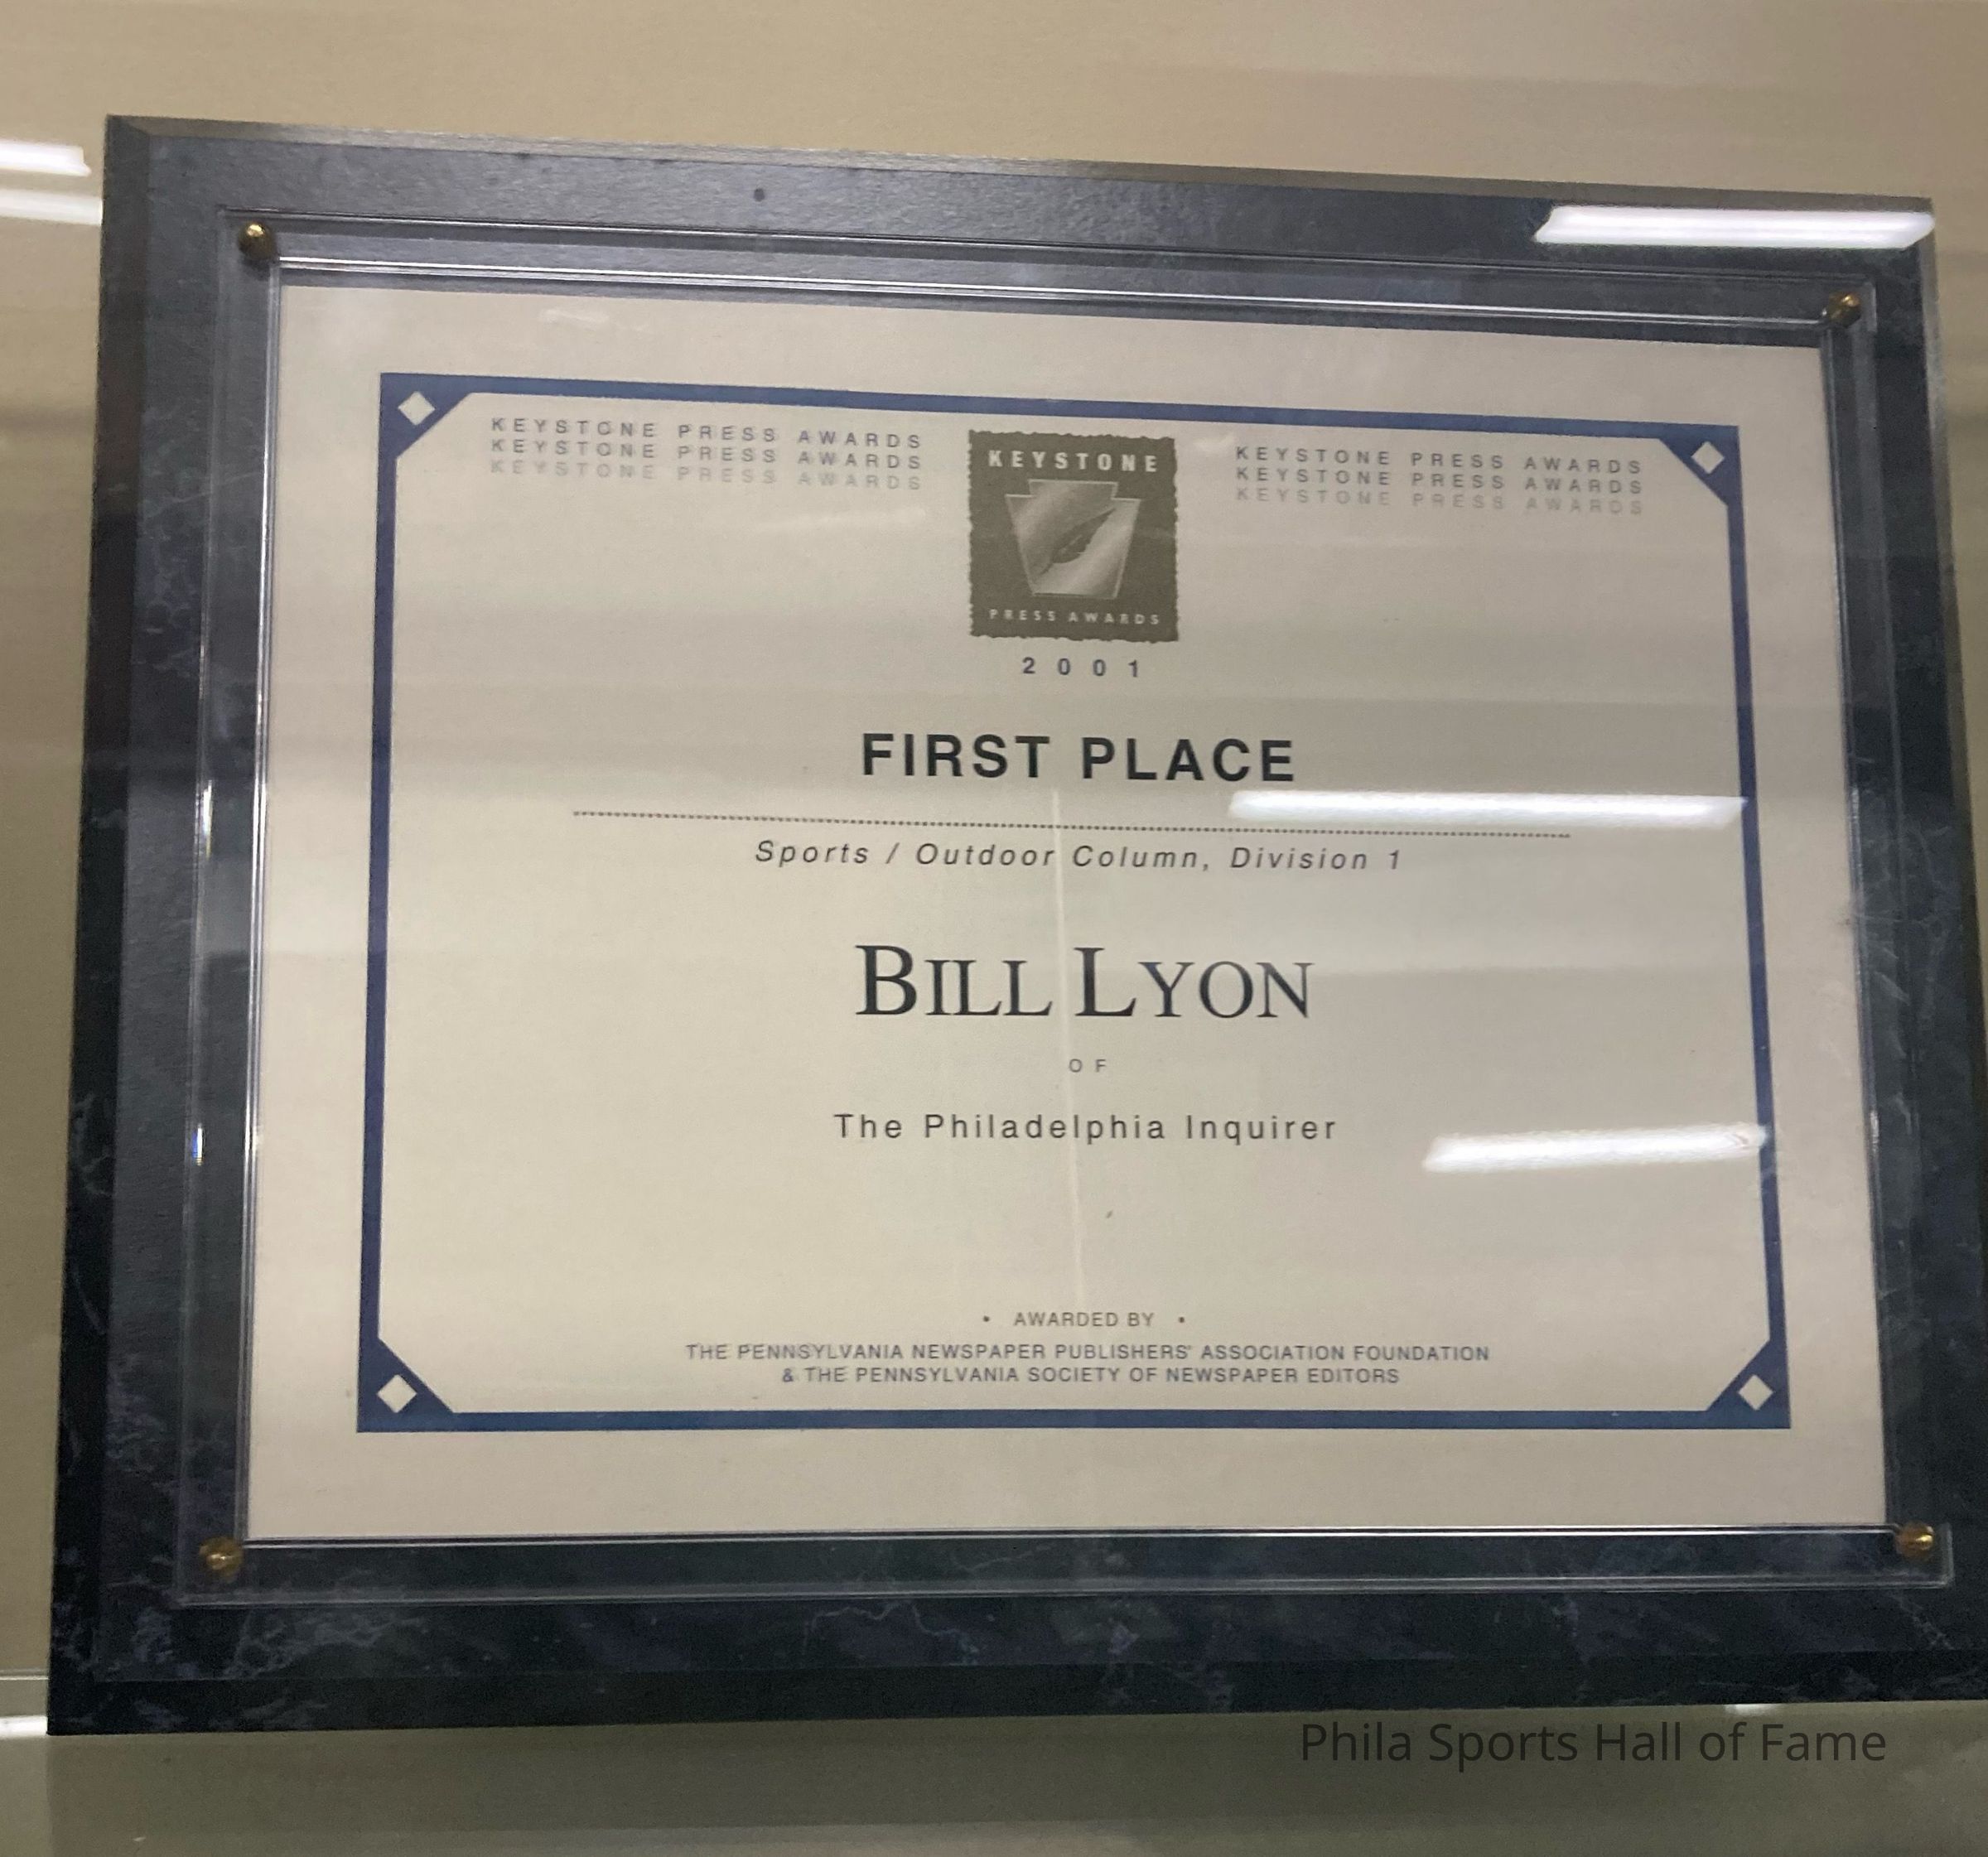 KEYSTONE PRESS AWARDS
KEYSTONE PRESS AWARDS
KEYSTONE PRESS AWARDS
KEYSTONE
PRESS AWARDS
KEYSTONE PRESS AWARDS
KEYSTONE PRESS AWARDS
KEYSTONE PRESS AWARDS
2001
FIRST PLACE
Sports / Outdoor Column, Division 1
BILL LYON
OF
The Philadelphia Inquirer
• AWARDED BY •
THE PENNSYLVANIA NEWSPAPER PUBLISHERS' ASSOCIATION FOUNDATION
& THE PENNSYLVANIA SOCIETY OF NEWSPAPER EDITORS
Phila Sports Hall of Fame